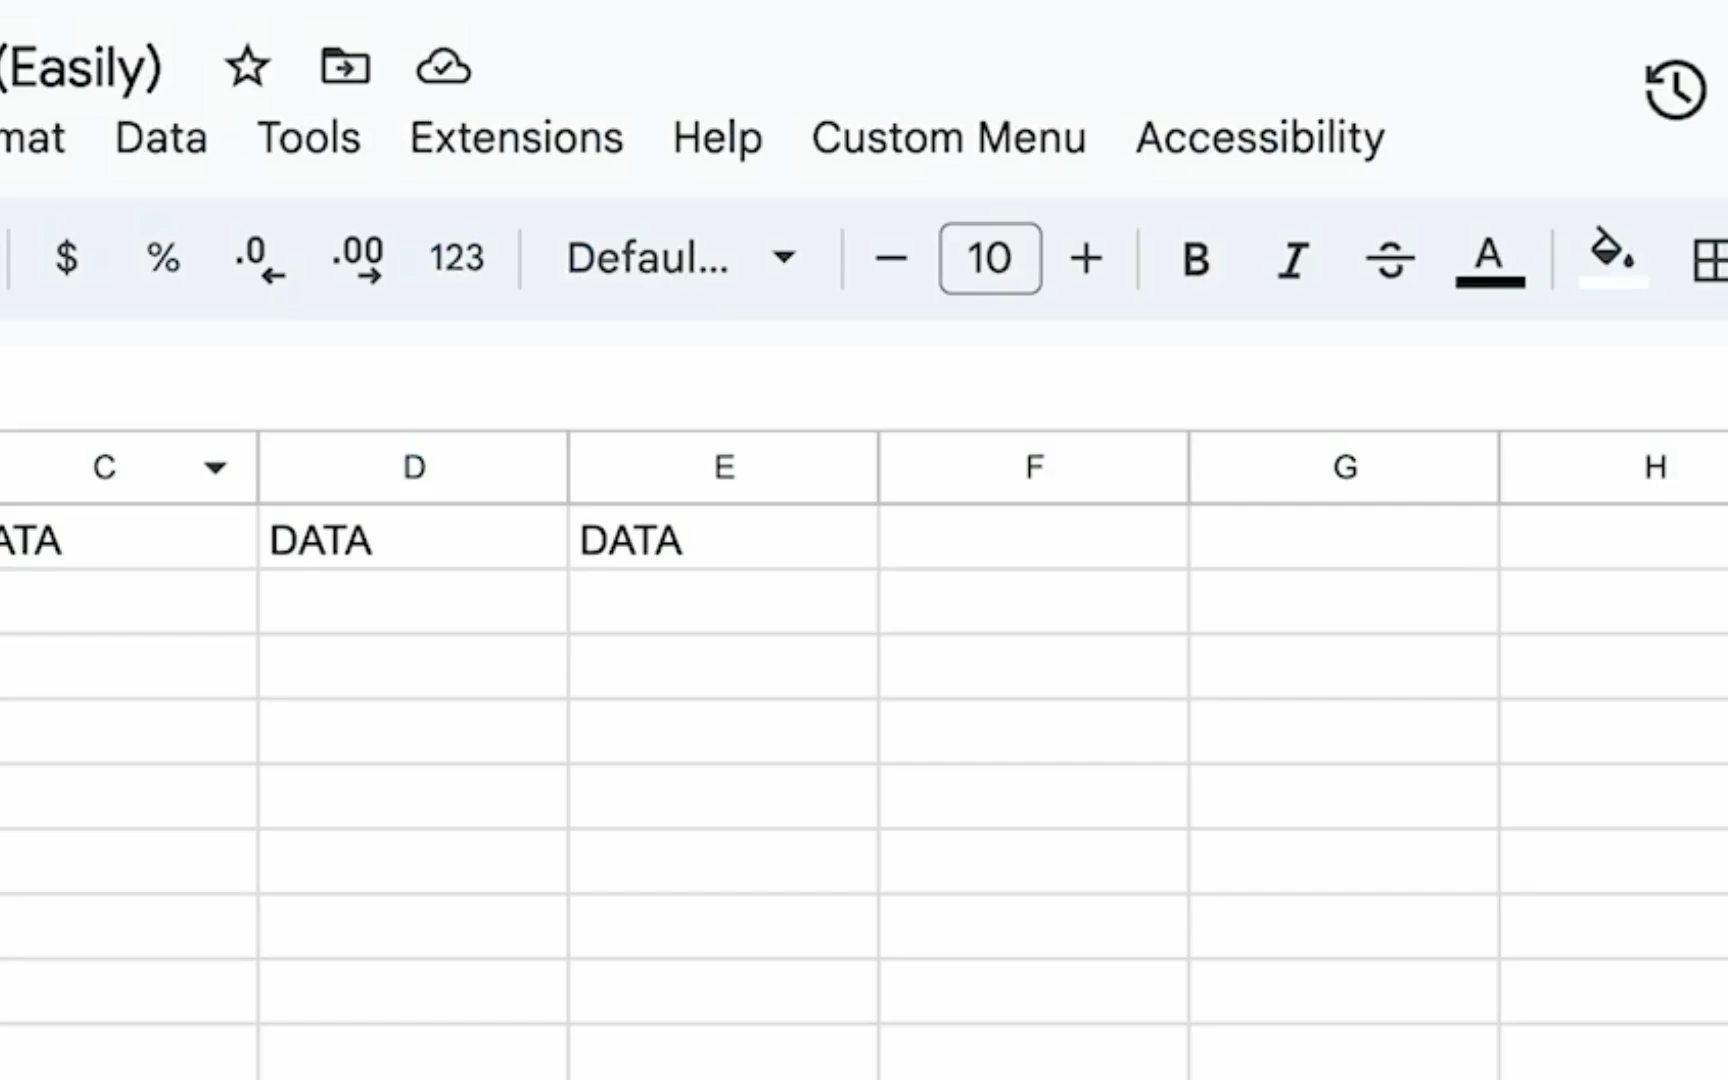 (Easily)
mat Data Tools Extensions Help Custom Menu Accessibility
$ % .0 .00 123 Defaul... − 10 + B I S A
C D E F G H
ATA DATA DATA